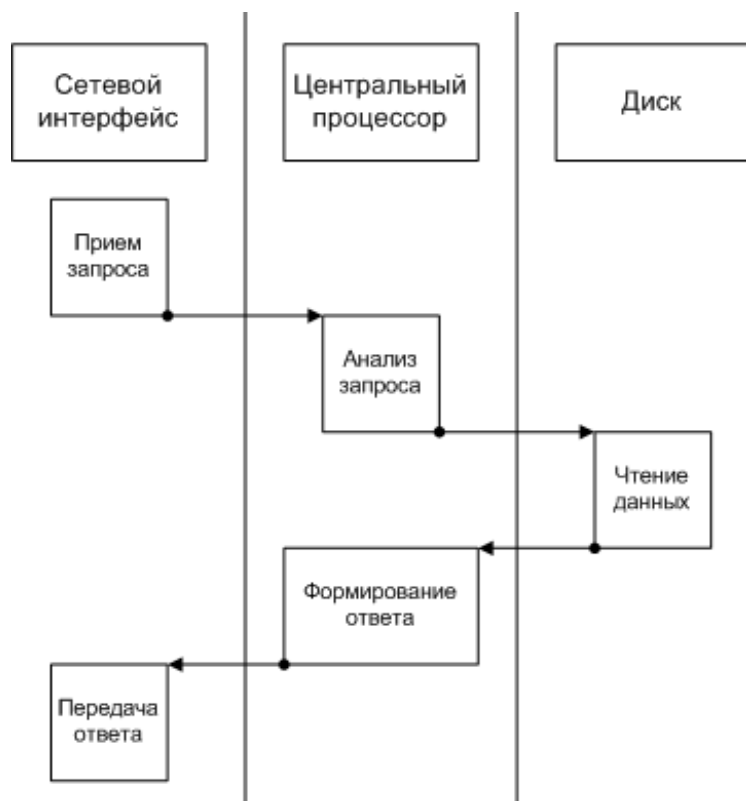 Сетевой
интерфейс
Центральный
процессор
Диск
Прием
запроса
Анализ
запроса
Чтение
данных
Формирование
ответа
Передача
ответа